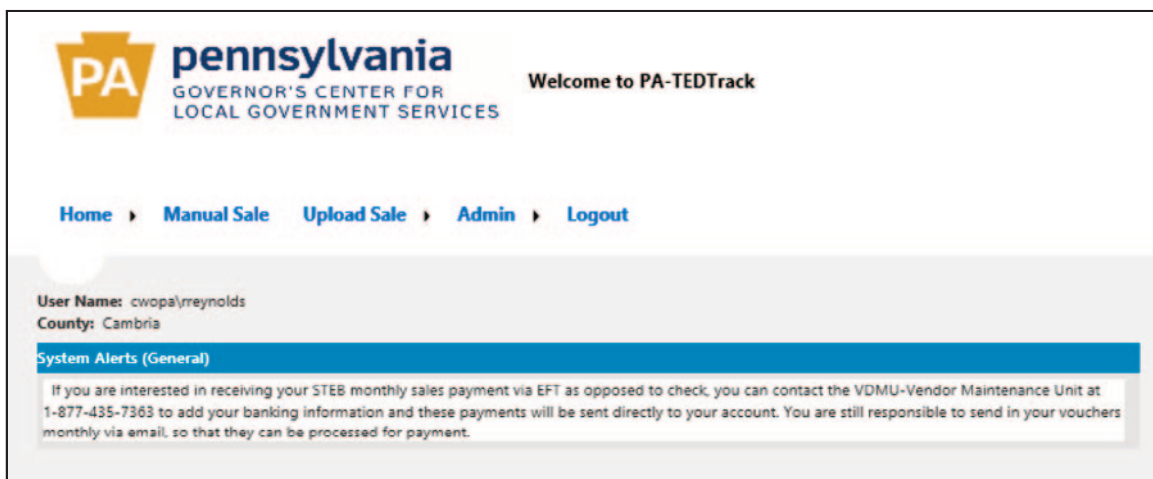 PA
pennsylvania
GOVERNOR'S CENTER FOR
LOCAL GOVERNMENT SERVICES
Welcome to PA-TEDTrack
Home Manual Sale Upload Sale Admin Logout
User Name: cwopa\rreynolds
County: Cambria
System Alerts (General)
If you are interested in receiving your STEB monthly sales payment via EFT as opposed to check, you can contact the VDMU-Vendor Maintenance Unit at
1-877-435-7363 to add your banking information and these payments will be sent directly to your account. You are still responsible to send in your vouchers
monthly via email, so that they can be processed for payment.